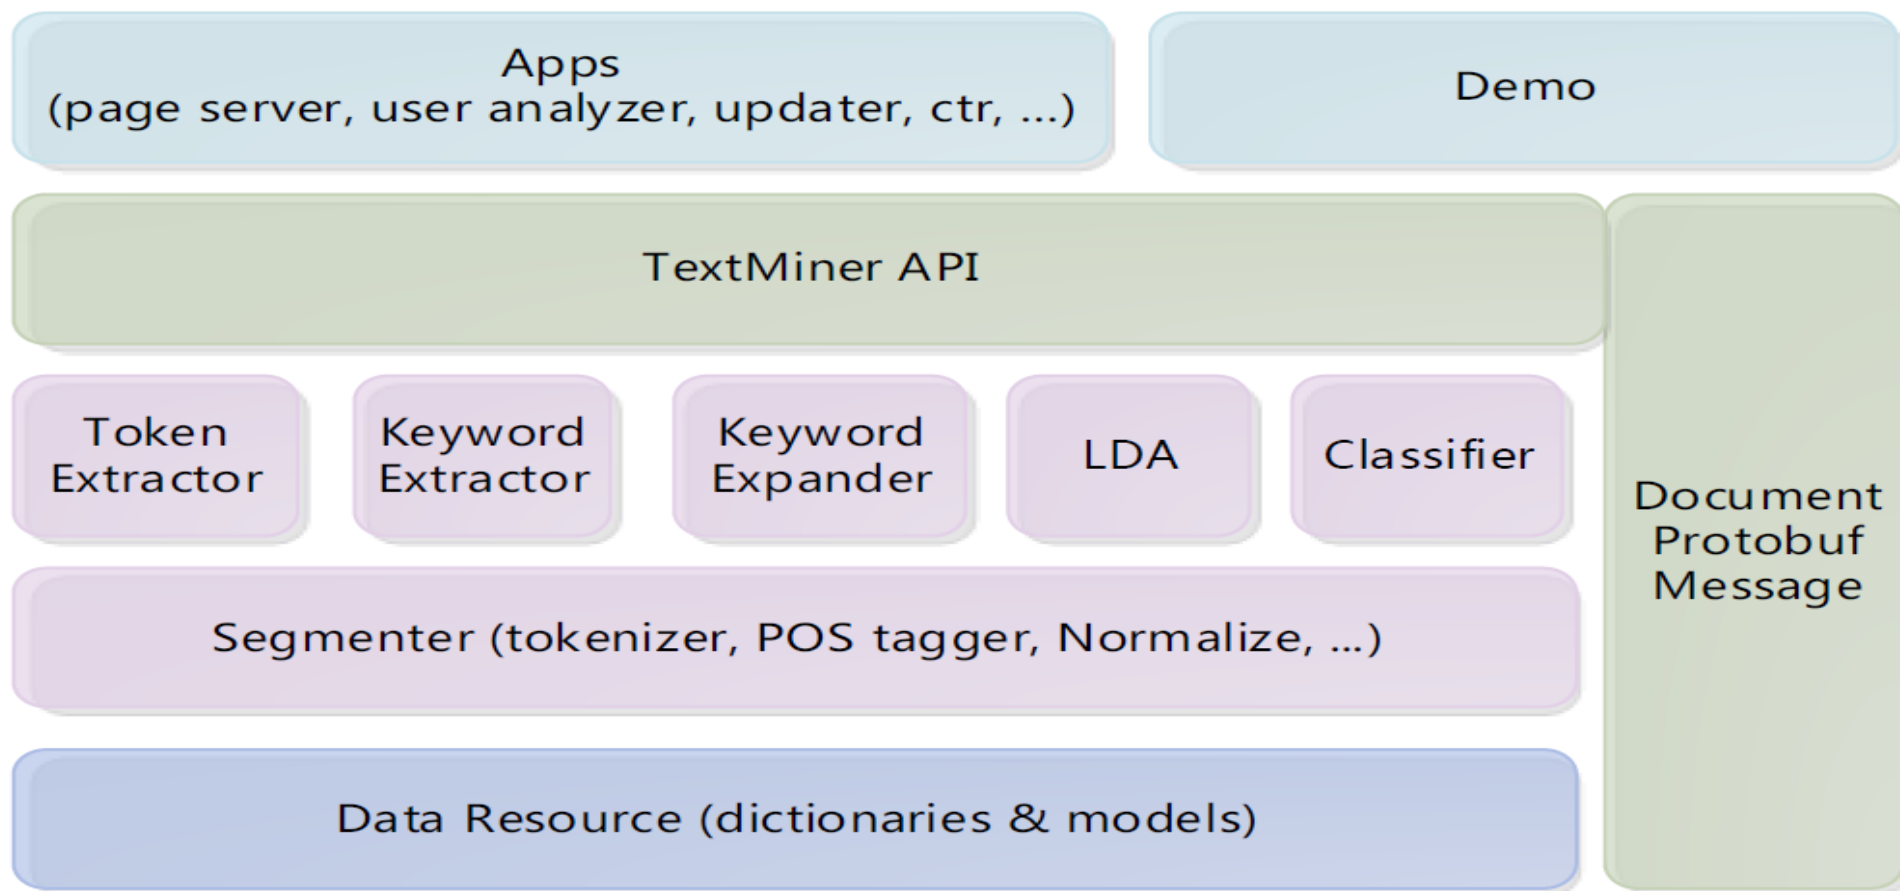 Apps
(page server, user analyzer, updater, ctr, ...)
Demo
TextMiner API
Token
Extractor
Keyword
Extractor
Keyword
Expander
LDA
Classifier
Document
Protobuf
Message
Segmenter (tokenizer, POS tagger, Normalize, ...)
Data Resource (dictionaries & models)